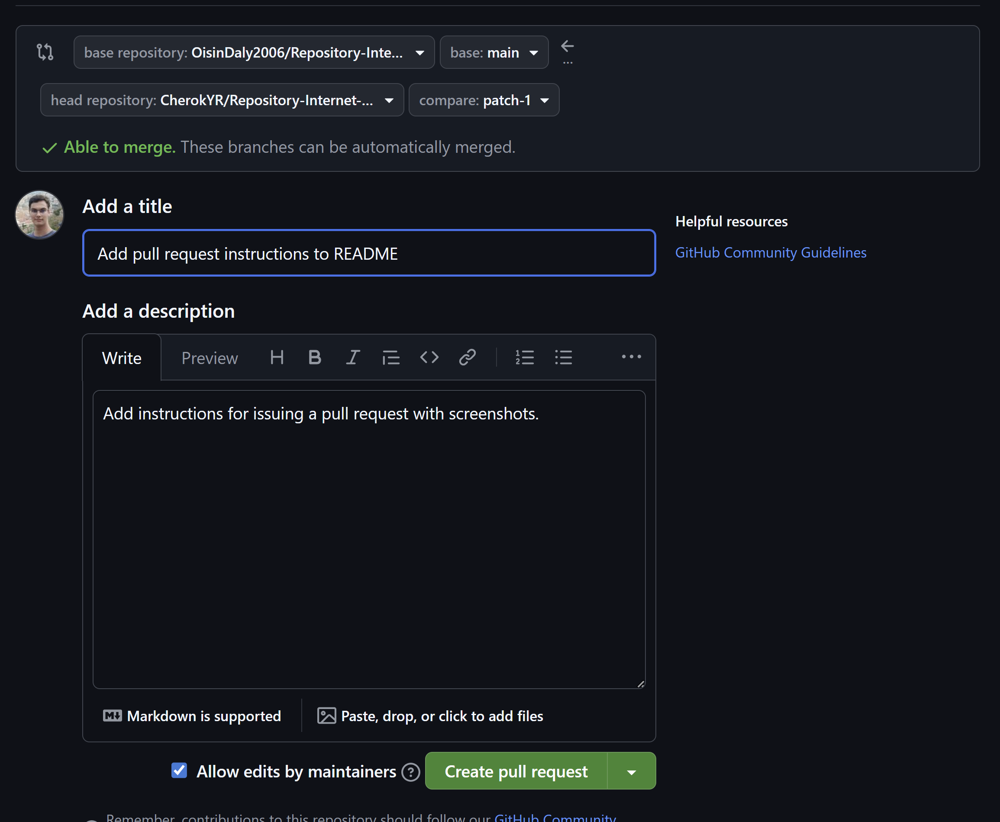 base repository: OisinDaly2006/Repository-Inte... base: main
...
head repository: CherokYR/Repository-Internet-... compare: patch-1
Able to merge. These branches can be automatically merged.
Add a title
Add pull request instructions to README
Helpful resources
GitHub Community Guidelines
Add a description
Write Preview
Add instructions for issuing a pull request with screenshots.
Markdown is supported Paste, drop, or click to add files
Allow edits by maintainers Create pull request
Remember, contributions to this repository should follow our GitHub Community